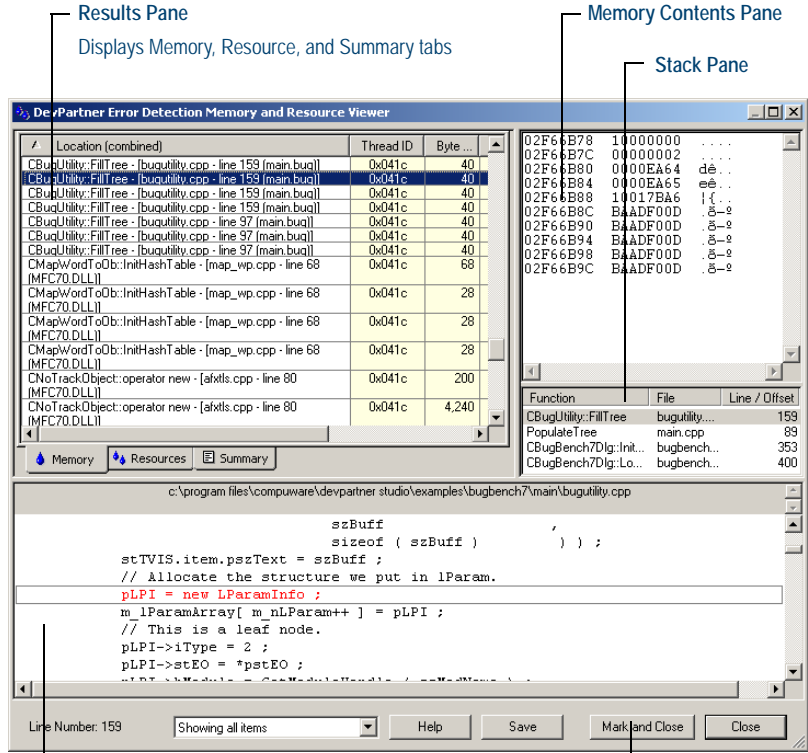 Results Pane
Displays Memory, Resource, and Summary tabs
Memory Contents Pane
Stack Pane
DevPartner Error Detection Memory and Resource Viewer
Location (combined) Thread ID Byte ...
CBugUtility::FillTree - [bugutility.cpp - line 159 (main.bug)] 0x041c 40
CBugUtility::FillTree - [bugutility.cpp - line 159 (main.bug)] 0x041c 40
CBugUtility::FillTree - [bugutility.cpp - line 159 (main.bug)] 0x041c 40
CBugUtility::FillTree - [bugutility.cpp - line 159 (main.bug)] 0x041c 40
CBugUtility::FillTree - [bugutility.cpp - line 97 (main.bug)] 0x041c 40
CBugUtility::FillTree - [bugutility.cpp - line 97 (main.bug)] 0x041c 40
CBugUtility::FillTree - [bugutility.cpp - line 97 (main.bug)] 0x041c 40
CMapWordToOb::InitHashTable - [map_wp.cpp - line 68 0x041c 68
(MFC70.DLL)]
CMapWordToOb::InitHashTable - [map_wp.cpp - line 68 0x041c 28
(MFC70.DLL)]
CMapWordToOb::InitHashTable - [map_wp.cpp - line 68 0x041c 28
(MFC70.DLL)]
CMapWordToOb::InitHashTable - [map_wp.cpp - line 68 0x041c 28
(MFC70.DLL)]
CNoTrackObject::operator new - [afxtls.cpp - line 80 0x041c 200
(MFC70.DLL)]
CNoTrackObject::operator new - [afxtls.cpp - line 80 0x041c 4,240
(MFC70.DLL)]
Memory Resources Summary
02F66B78 10000000 ....
02F66B7C 00000002 ....
02F66B80 0000EA64 dê..
02F66B84 0000EA65 eê..
02F66B88 10017BA6 ¦{..
02F66B8C BAADF00D .ð-º
02F66B90 BAADF00D .ð-º
02F66B94 BAADF00D .ð-º
02F66B98 BAADF00D .ð-º
02F66B9C BAADF00D .ð-º
Function File Line / Offset
CBugUtility::FillTree bugutility.... 159
PopulateTree main.cpp 89
CBugBench7Dlg::Init... bugbench... 353
CBugBench7Dlg::Lo... bugbench... 400
c:\program files\compuware\devpartner studio\examples\bugbench7\main\bugutility.cpp
szBuff ,
sizeof ( szBuff ) ) ) ;
stTVIS.item.pszText = szBuff ;
// Allocate the structure we put in lParam.
pLPI = new LParamInfo ;
m_lParamArray[ m_nLParam++ ] = pLPI ;
// This is a leaf node.
pLPI->iType = 2 ;
pLPI->stEO = *pstEO ;
pLPI->hModule = GetModuleHandle ( szModName ) ;
Line Number: 159 Showing all items Help Save Mark and Close Close